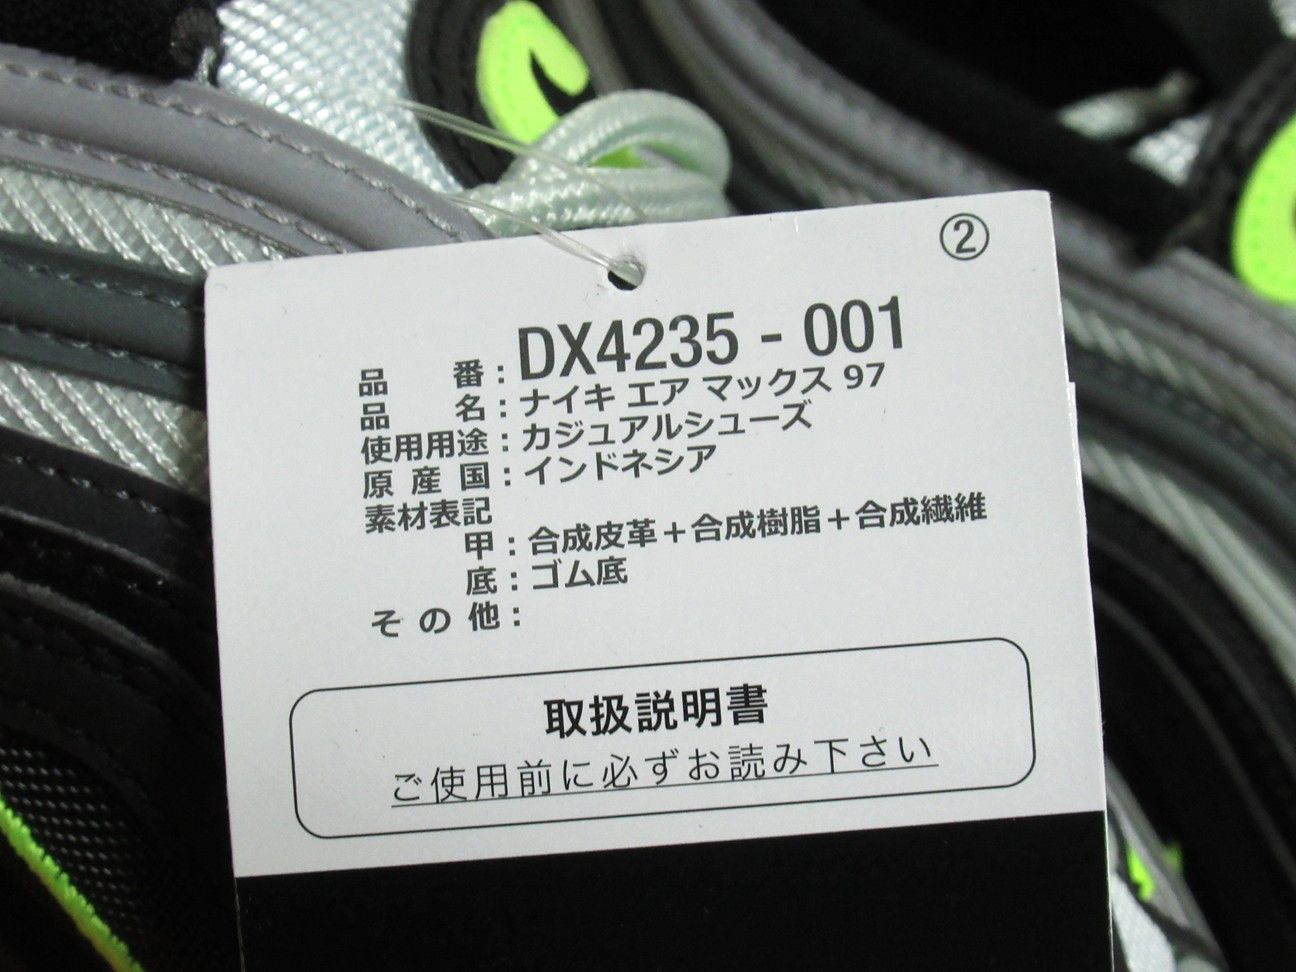 ②
品番：DX4235 - 001
品名：ナイキ エア マックス 97
使用用途：カジュアルシューズ
原産国：インドネシア
素材表記
甲：合成皮革＋合成樹脂＋合成繊維
底：ゴム底
その他：
取扱説明書
ご使用前に必ずお読み下さい